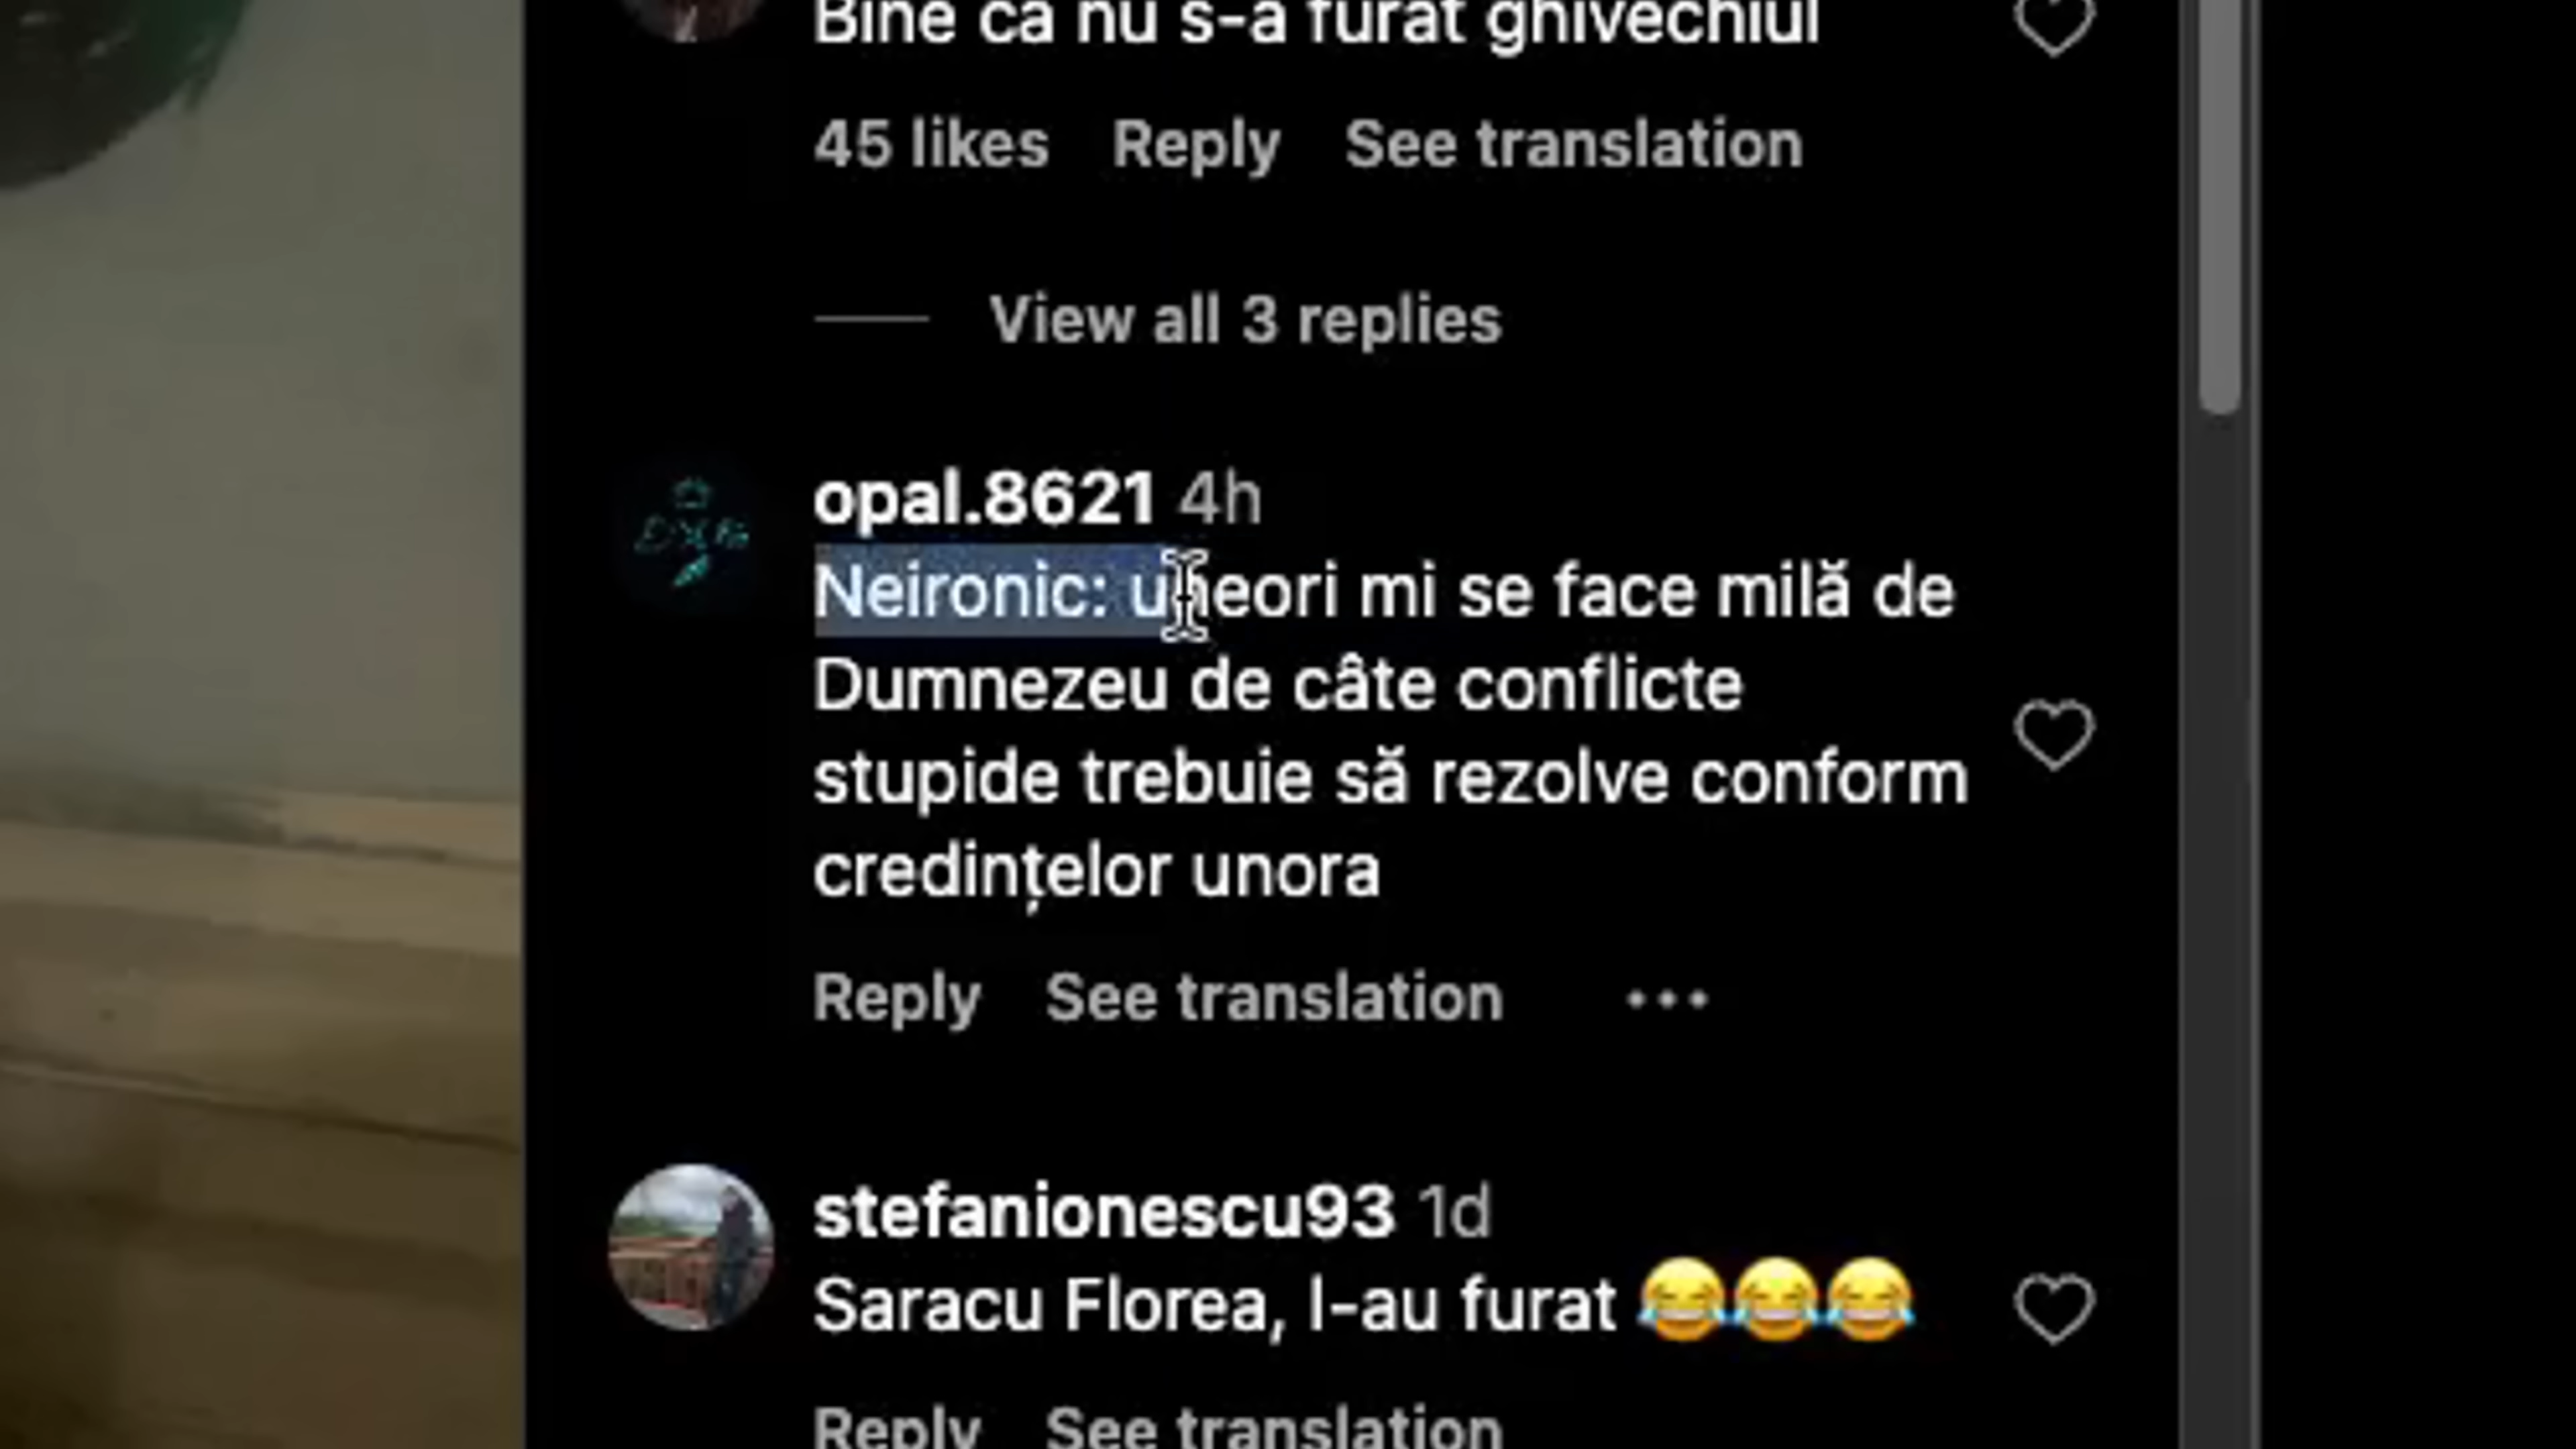 Bine că nu s-a furat ghivechiul
45 likes Reply See translation
View all 3 replies
opal.8621 4h
Neironic: uneori mi se face milă de
Dumnezeu de câte conflicte
stupide trebuie să rezolve conform
credințelor unora
Reply See translation •••
stefanionescu93 1d
Saracu Florea, l-au furat 😂😂😂
Reply See translation